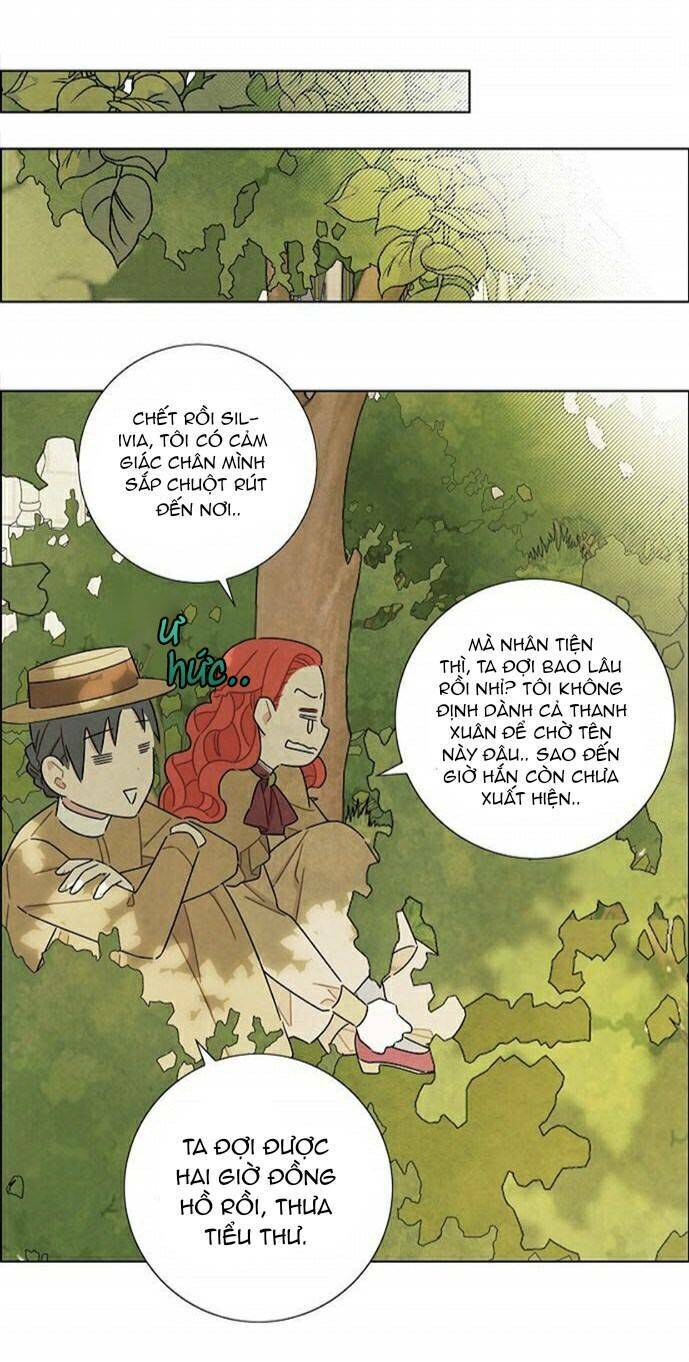 CHẾT RỒI SIL-
IVIA, TÔI CÓ CẢM
GIÁC CHÂN MÌNH
SẮP CHUỘT RÚT
ĐẾN NƠI..
Ư
HỨC..
MÀ NHÂN TIỆN
THÌ, TA ĐỢI BAO LÂU
RỒI NHỈ? TÔI KHÔNG
ĐỊNH DÀNH CẢ THANH
XUÂN ĐỂ CHỜ TÊN
NÀY ĐÂU.. SAO ĐẾN
GIỜ HẮN CÒN CHƯA
XUẤT HIỆN..
TA ĐỢI ĐƯỢC
HAI GIỜ ĐỒNG
HỒ RỒI, THƯA
TIỂU THƯ.